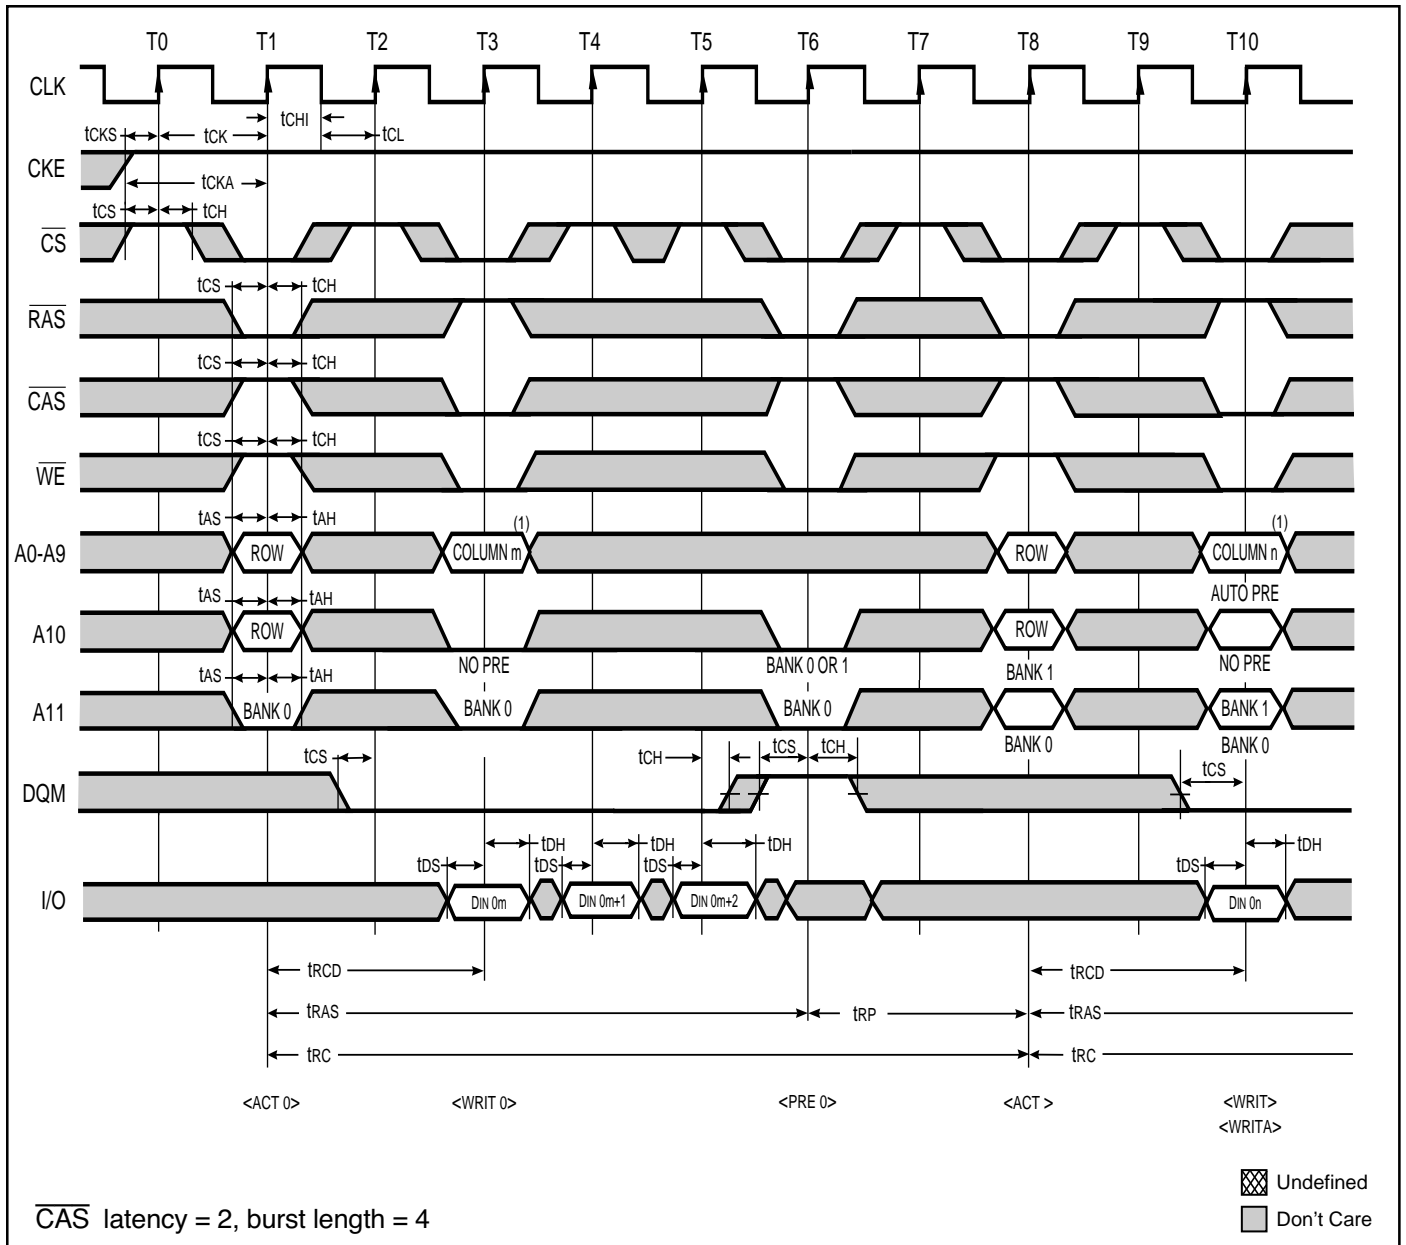 T0 T1 T2 T3 T4 T5 T6 T7 T8 T9 T10
CLK
tCHI
tCKS tCK tCL
CKE
tCKA
tCS tCH
CS
tCS tCH
RAS
tCS tCH
CAS
tCS tCH
WE
tAS tAH (1) (1)
A0-A9 ROW COLUMN m ROW COLUMN n
tAS tAH AUTO PRE
A10 ROW ROW
NO PRE BANK 0 OR 1 BANK 1 NO PRE
tAS tAH
A11 BANK 0 BANK 0 BANK 0 BANK 1
BANK 0 BANK 0
tCS tCH tCS tCH tCS
DQM
tDS tDH tDS tDH tDS tDH tDS tDH
I/O DIN 0m DIN 0m+1 DIN 0m+2 DIN 0n
tRCD tRCD
tRAS tRP tRAS
tRC tRC
<ACT 0> <WRIT 0> <PRE 0> <ACT > <WRIT>
<WRITA>
Undefined
CAS latency = 2, burst length = 4
Don't Care